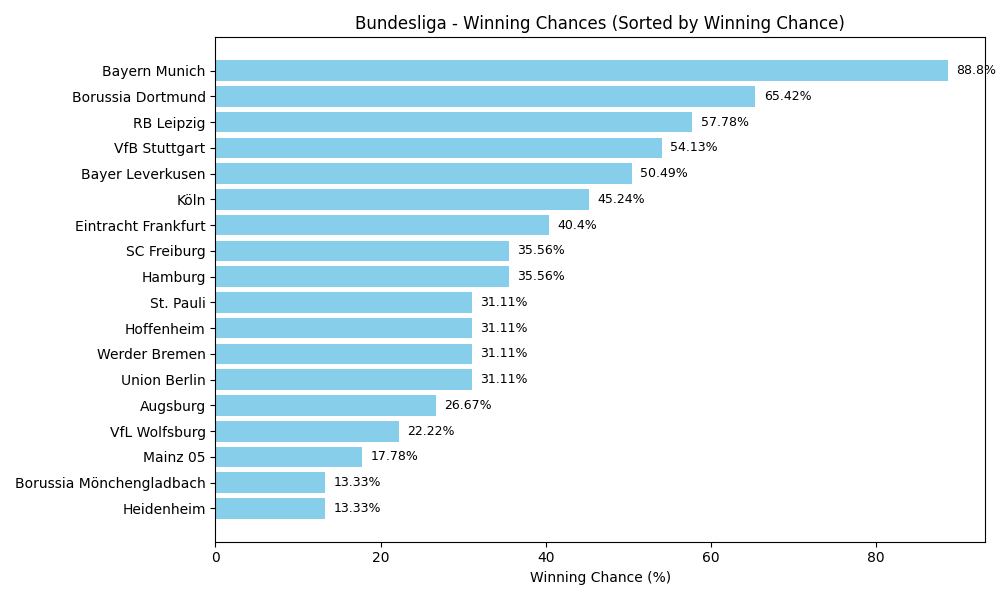 Bundesliga - Winning Chances (Sorted by Winning Chance)
Bayern Munich 88.8%
Borussia Dortmund 65.42%
RB Leipzig 57.78%
VfB Stuttgart 54.13%
Bayer Leverkusen 50.49%
Köln 45.24%
Eintracht Frankfurt 40.4%
SC Freiburg 35.56%
Hamburg 35.56%
St. Pauli 31.11%
Hoffenheim 31.11%
Werder Bremen 31.11%
Union Berlin 31.11%
Augsburg 26.67%
VfL Wolfsburg 22.22%
Mainz 05 17.78%
Borussia Mönchengladbach 13.33%
Heidenheim 13.33%
0 20 40 60 80
Winning Chance (%)